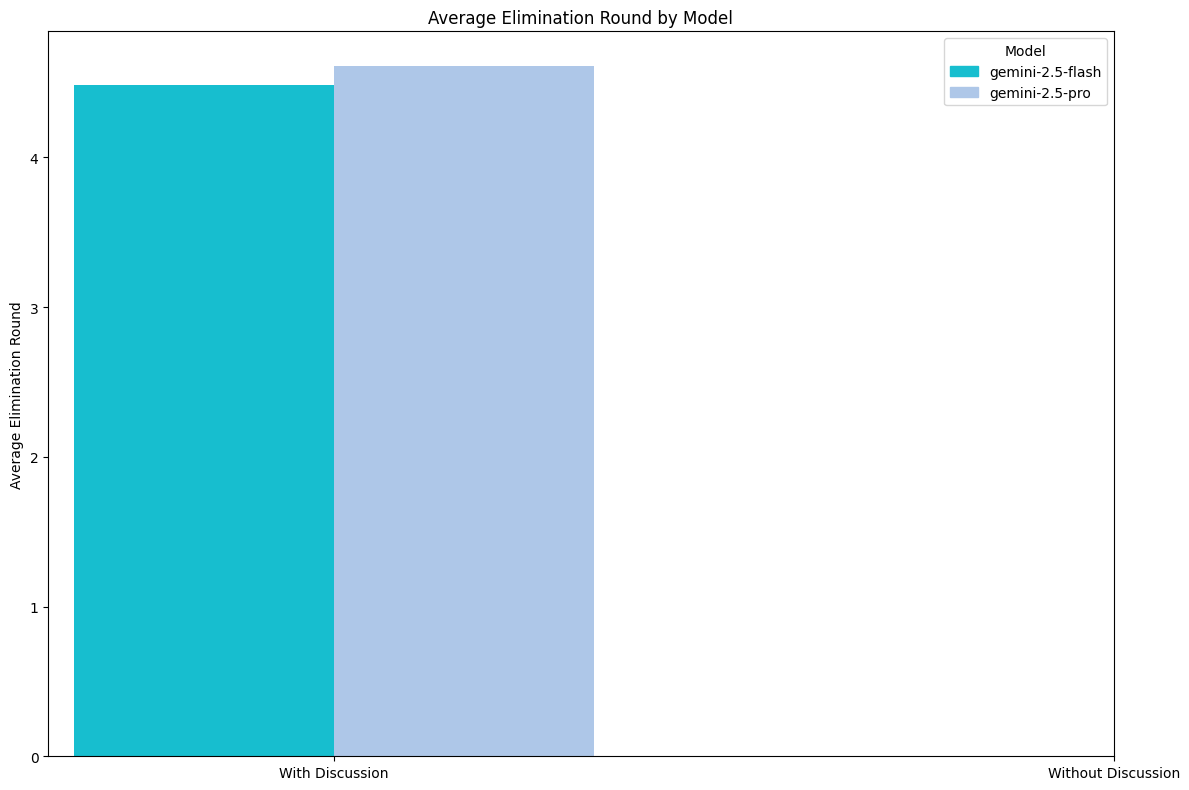 Average Elimination Round by Model
Model
gemini-2.5-flash
gemini-2.5-pro
Average Elimination Round
4
3
2
1
0
With Discussion
Without Discussion